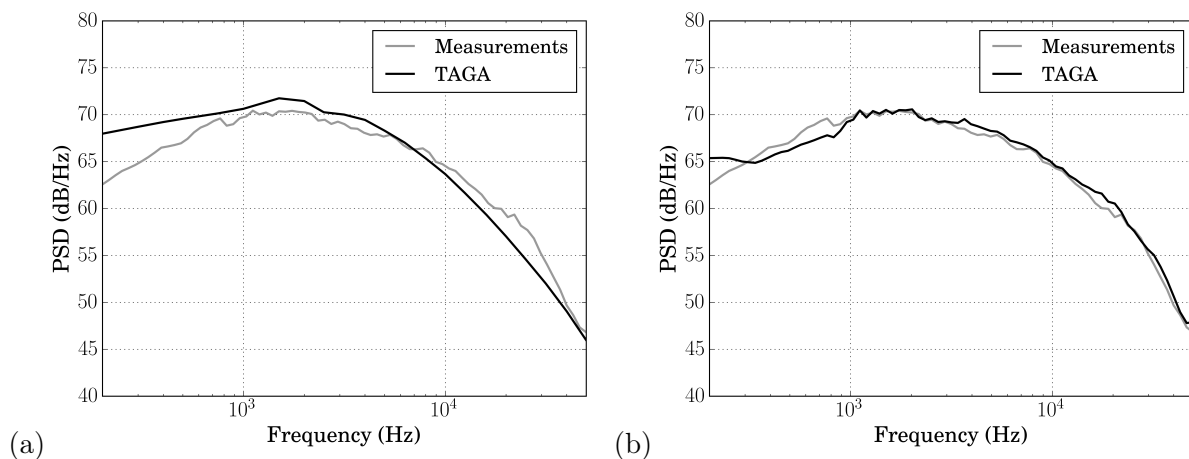 80
75
70
65
60
55
50
45
40
PSD (dB/Hz)
10³
10⁴
Frequency (Hz)
Measurements
TAGA
(a)
80
75
70
65
60
55
50
45
40
PSD (dB/Hz)
10³
10⁴
Frequency (Hz)
Measurements
TAGA
(b)